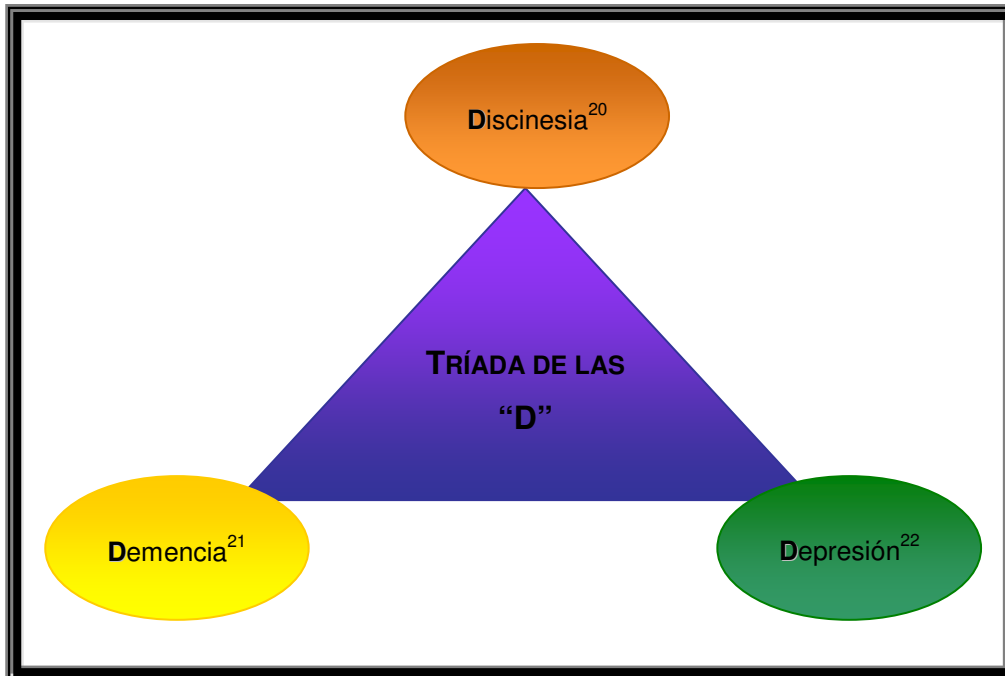 Discinesia20
TRÍADA DE LAS
“D”
Demencia21
Depresión22